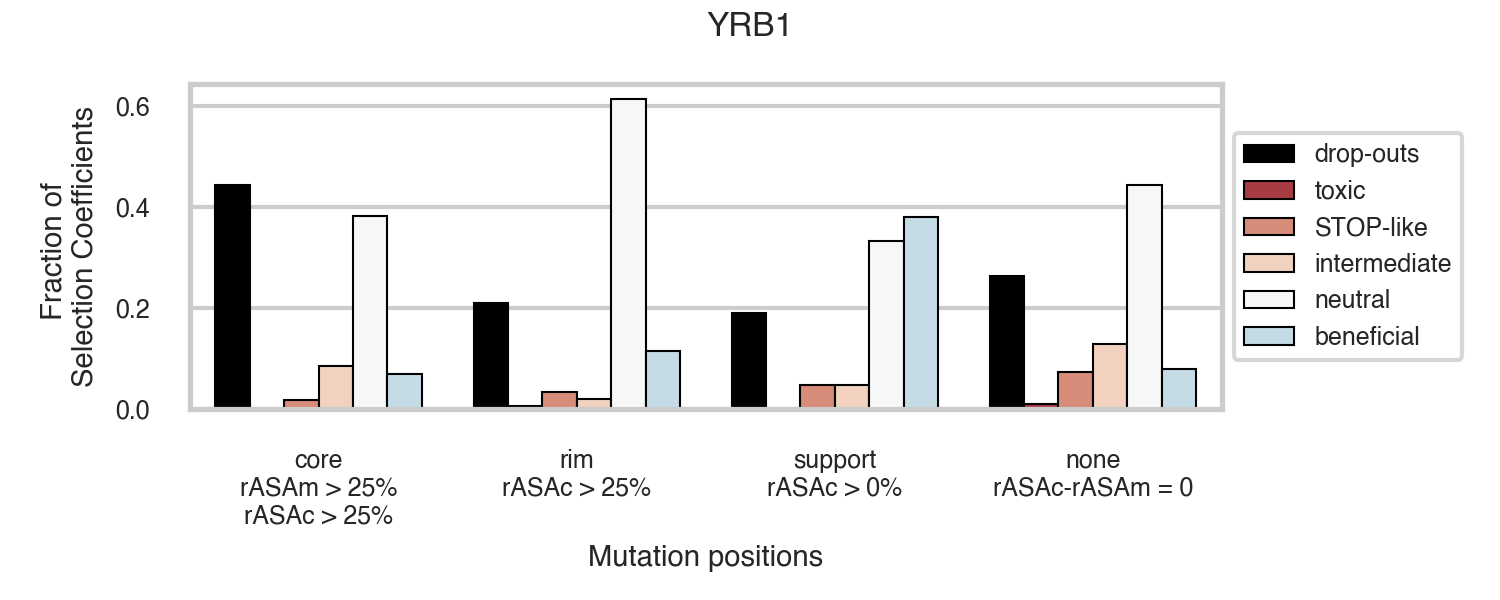 YRB1
Fraction of
Selection Coefficients
0.6
0.4
0.2
0.0
core
rASAm > 25%
rASAc > 25%
rim
rASAc > 25%
support
rASAc > 0%
none
rASAc-rASAm = 0
Mutation positions
drop-outs
toxic
STOP-like
intermediate
neutral
beneficial